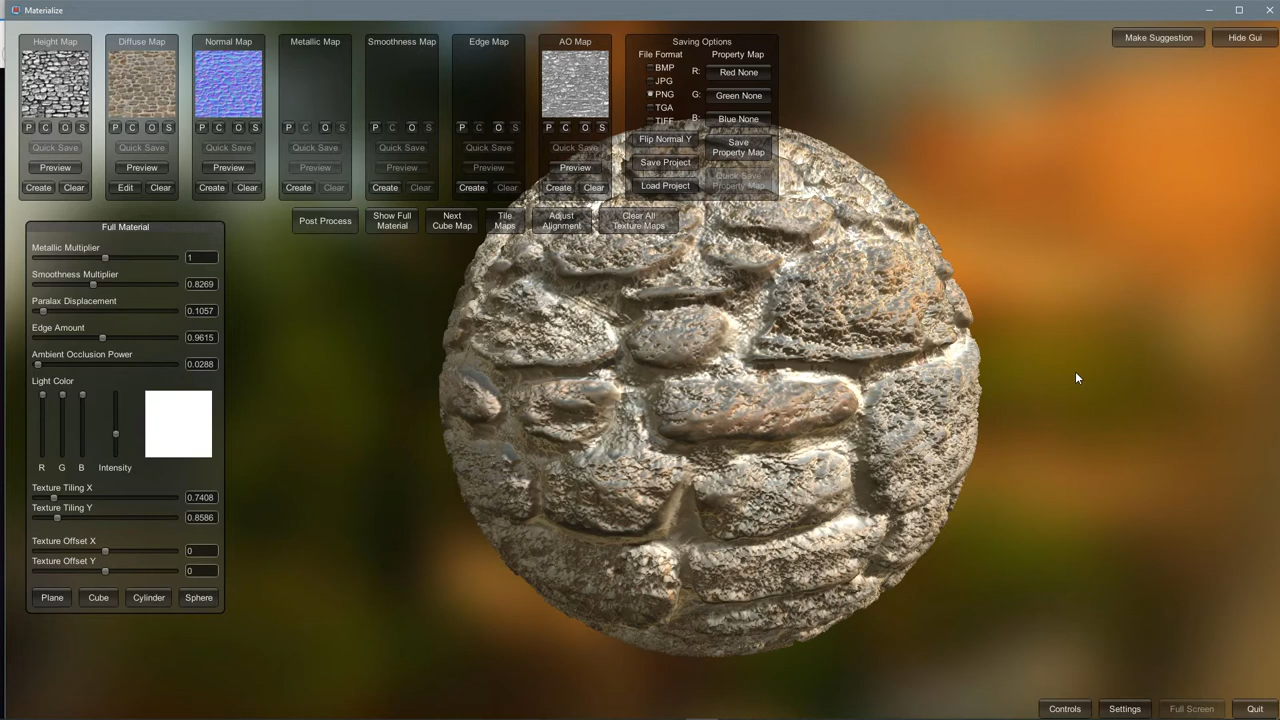 Materialize
Make Suggestion
Hide Gui
Height Map
Diffuse Map
Normal Map
Metallic Map
Smoothness Map
Edge Map
AO Map
Saving Options
File Format
Property Map
BMP
JPG
PNG
TGA
TIFF
R:
Red None
G:
Green None
B:
Blue None
P C O S
P C O S
P C O S
P C O S
P C O S
P C O S
P C O S
Quick Save
Quick Save
Quick Save
Quick Save
Quick Save
Quick Save
Quick Save
Preview
Preview
Preview
Preview
Preview
Preview
Preview
Create Clear
Edit Clear
Create Clear
Create Clear
Create Clear
Create Clear
Create Clear
Flip Normal Y
Save
Property Map
Save Project
Quick Save
Property Map
Load Project
Post Process
Show Full
Material
Next
Cube Map
Tile
Maps
Adjust
Alignment
Clear All
Texture Maps
Full Material
Metallic Multiplier
1
Smoothness Multiplier
0.8269
Paralax Displacement
0.1057
Edge Amount
0.9615
Ambient Occlusion Power
0.0288
Light Color
R G B Intensity
Texture Tiling X
0.7408
Texture Tiling Y
0.8586
Texture Offset X
0
Texture Offset Y
0
Plane Cube Cylinder Sphere
Controls Settings Full Screen Quit